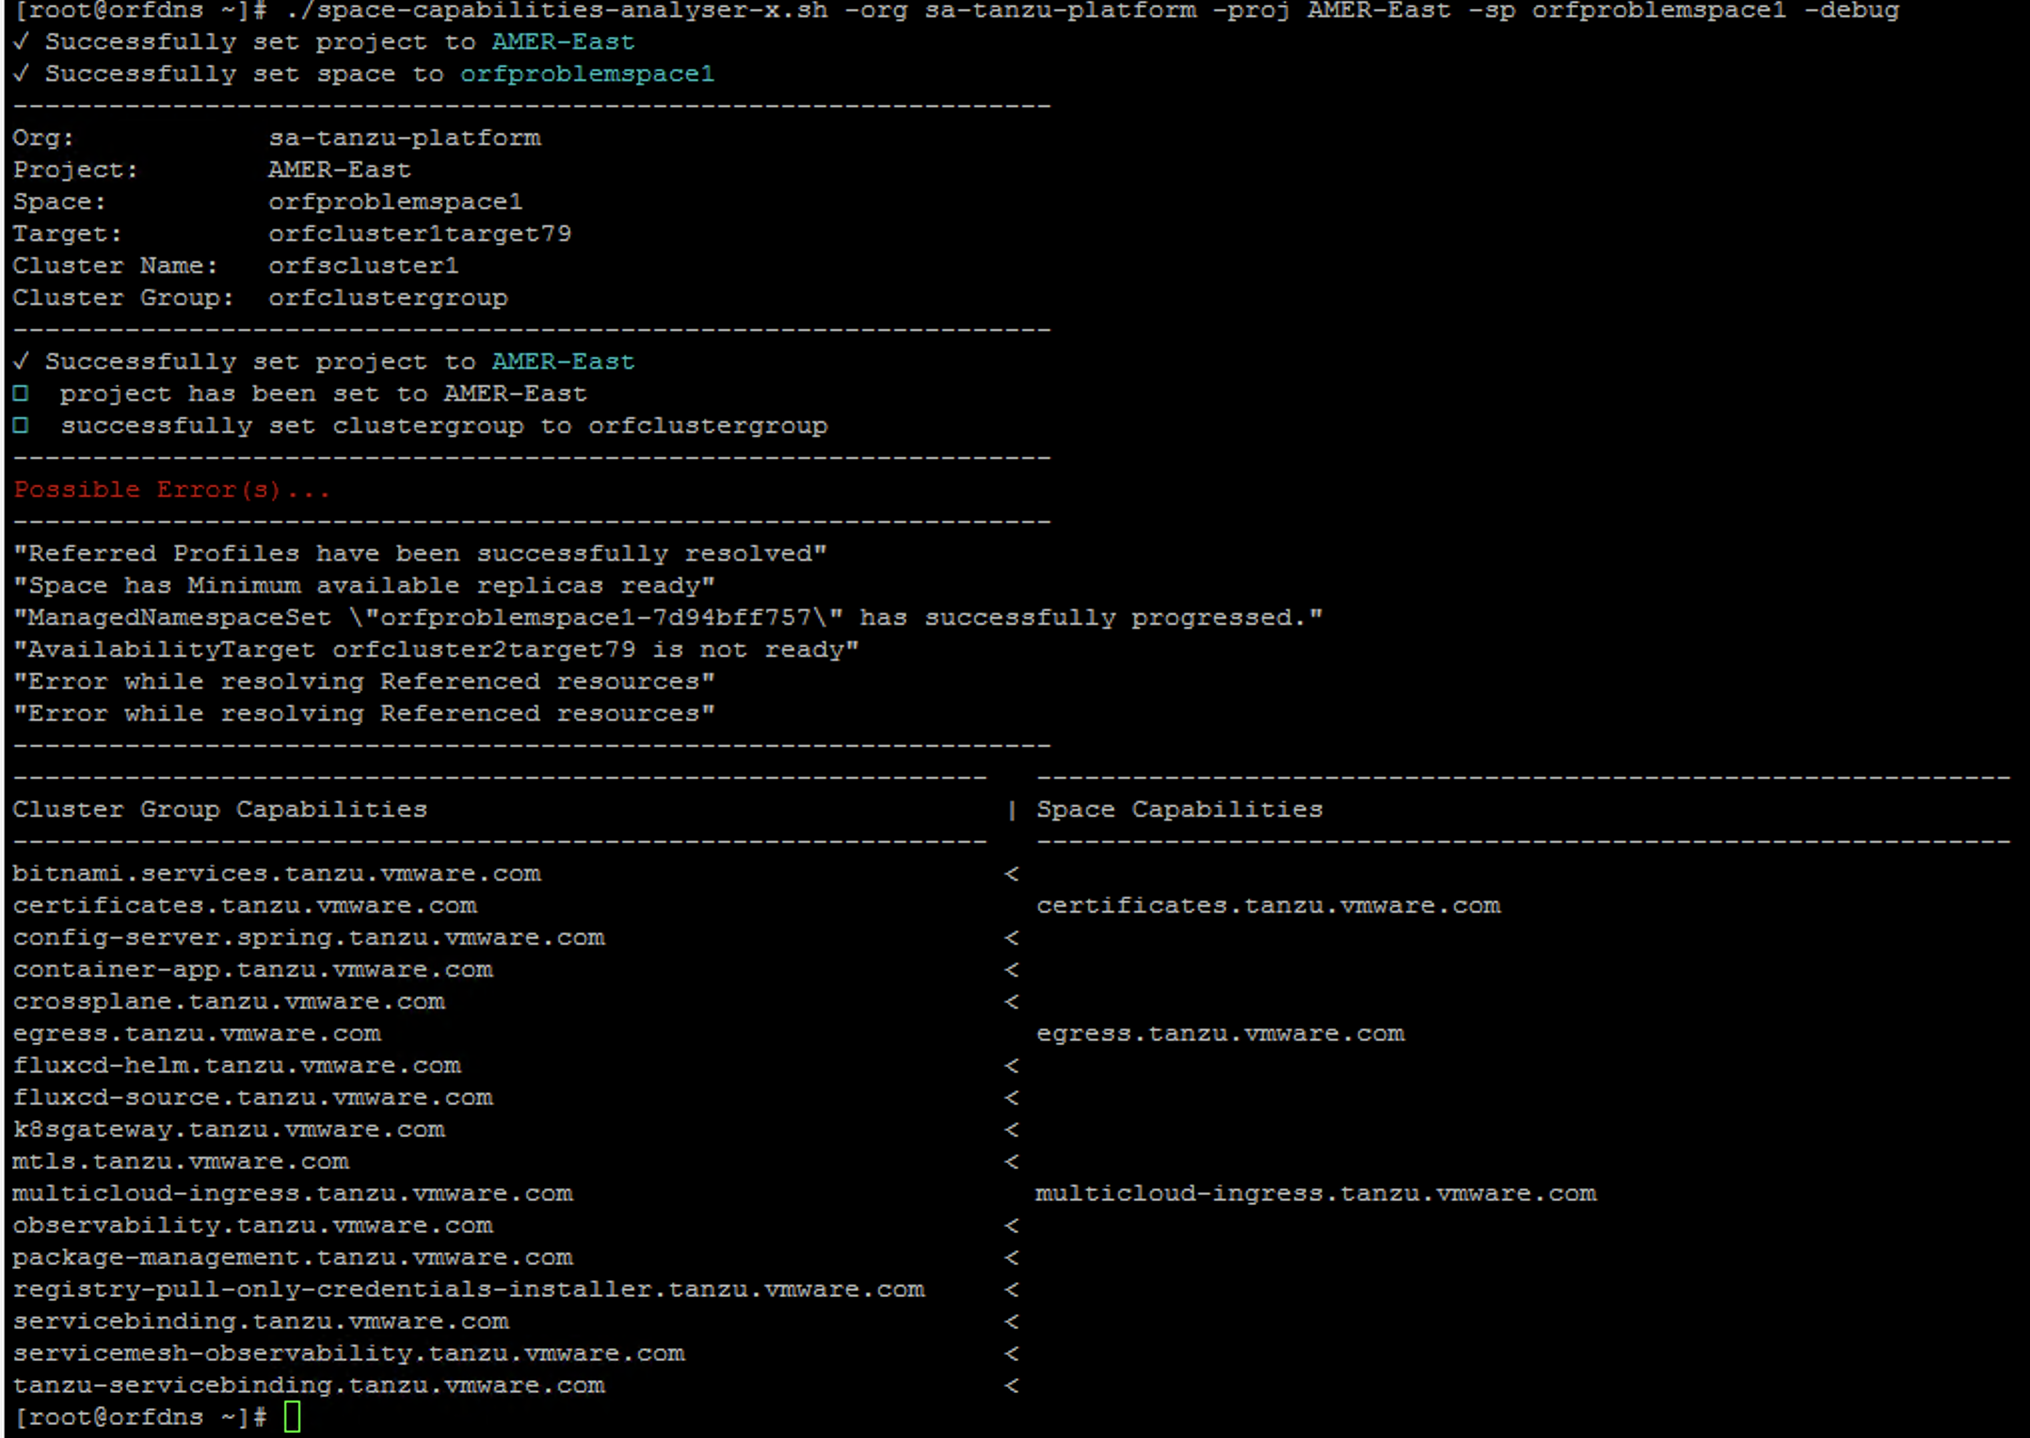 [root@orfdns ~]# ./space-capabilities-analyser-x.sh -org sa-tanzu-platform -proj AMER-East -sp orfproblemspace1 -debug
√ Successfully set project to AMER-East
√ Successfully set space to orfproblemspace1
-----------------------------------------------------------------
Org:            sa-tanzu-platform
Project:        AMER-East
Space:          orfproblemspace1
Target:         orfcluster1target79
Cluster Name:   orfscluster1
Cluster Group:  orfclustergroup
-----------------------------------------------------------------
√ Successfully set project to AMER-East
□  project has been set to AMER-East
□  successfully set clustergroup to orfclustergroup
-----------------------------------------------------------------
Possible Error(s)...
-----------------------------------------------------------------
"Referred Profiles have been successfully resolved"
"Space has Minimum available replicas ready"
"ManagedNamespaceSet \"orfproblemspace1-7d94bff757\" has successfully progressed."
"AvailabilityTarget orfcluster2target79 is not ready"
"Error while resolving Referenced resources"
"Error while resolving Referenced resources"
-----------------------------------------------------------------
-------------------------------------------------------------   -------------------------------------------------------------
Cluster Group Capabilities                                    | Space Capabilities
-------------------------------------------------------------   -------------------------------------------------------------
bitnami.services.tanzu.vmware.com                             <
certificates.tanzu.vmware.com                                   certificates.tanzu.vmware.com
config-server.spring.tanzu.vmware.com                         <
container-app.tanzu.vmware.com                                <
crossplane.tanzu.vmware.com                                   <
egress.tanzu.vmware.com                                         egress.tanzu.vmware.com
fluxcd-helm.tanzu.vmware.com                                  <
fluxcd-source.tanzu.vmware.com                                <
k8sgateway.tanzu.vmware.com                                   <
mtls.tanzu.vmware.com                                         <
multicloud-ingress.tanzu.vmware.com                             multicloud-ingress.tanzu.vmware.com
observability.tanzu.vmware.com                                <
package-management.tanzu.vmware.com                           <
registry-pull-only-credentials-installer.tanzu.vmware.com     <
servicebinding.tanzu.vmware.com                               <
servicemesh-observability.tanzu.vmware.com                    <
tanzu-servicebinding.tanzu.vmware.com                         <
[root@orfdns ~]#